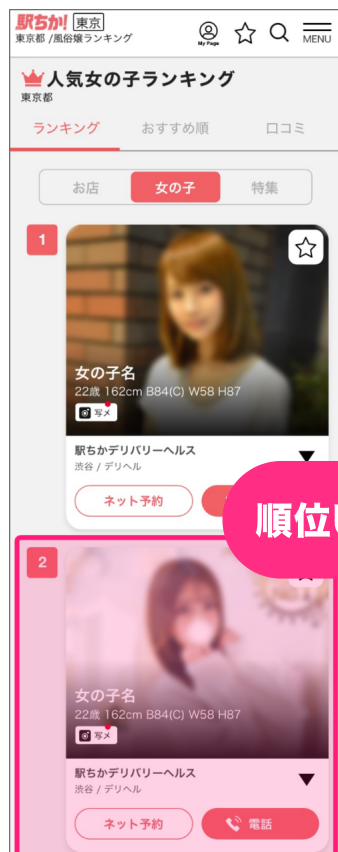 駅ちか! 東京
東京都 /風俗嬢ランキング
My Page
MENU
人気女の子ランキング
東京都
ランキング おすすめ順 口コミ
お店 女の子 特集
1
女の子名
22歳 162cm B84(C) W58 H87
写メ
駅ちかデリバリーヘルス
渋谷 / デリヘル
ネット予約
順位
2
女の子名
22歳 162cm B84(C) W58 H87
写メ
駅ちかデリバリーヘルス
渋谷 / デリヘル
ネット予約 電話